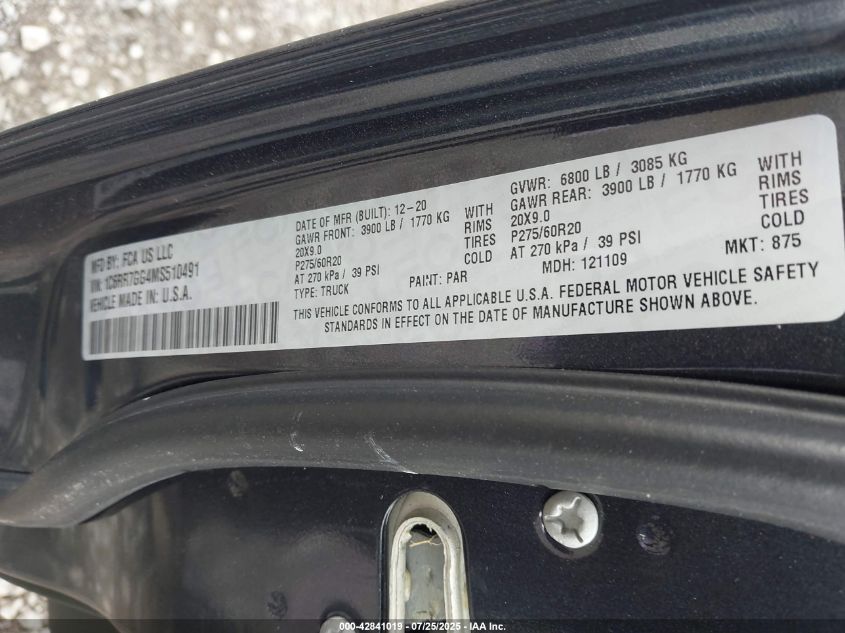 MFD BY: FCA US LLC
VIN: 1C6RR7GG4MS510491
VEHICLE MADE IN U.S.A.
DATE OF MFR (BUILT): 12-20
GAWR FRONT: 3900 LB / 1770 KG WITH
20X9.0 RIMS
P275/60R20 TIRES
AT 270 kPa / 39 PSI COLD
TYPE: TRUCK PAINT: PAR
GVWR: 6800 LB / 3085 KG
GAWR REAR: 3900 LB / 1770 KG WITH
20X9.0 RIMS
P275/60R20 TIRES
AT 270 kPa / 39 PSI COLD
MDH: 121109 MKT: 875
THIS VEHICLE CONFORMS TO ALL APPLICABLE U.S.A. FEDERAL MOTOR VEHICLE SAFETY
STANDARDS IN EFFECT ON THE DATE OF MANUFACTURE SHOWN ABOVE.
000-42841019 - 07/25/2025 - IAA Inc.